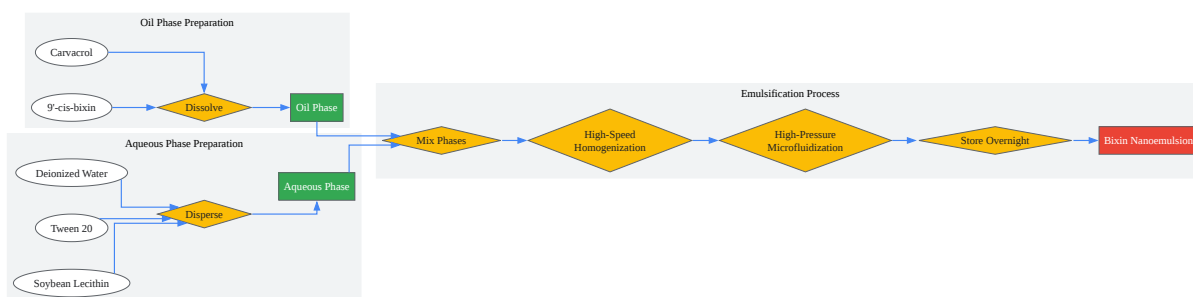 Oil Phase Preparation
Carvacrol
9'-cis-bixin
Dissolve
Oil Phase
Aqueous Phase Preparation
Deionized Water
Tween 20
Soybean Lecithin
Disperse
Aqueous Phase
Emulsification Process
Mix Phases
High-Speed
Homogenization
High-Pressure
Microfluidization
Store Overnight
Bixin Nanoemulsion